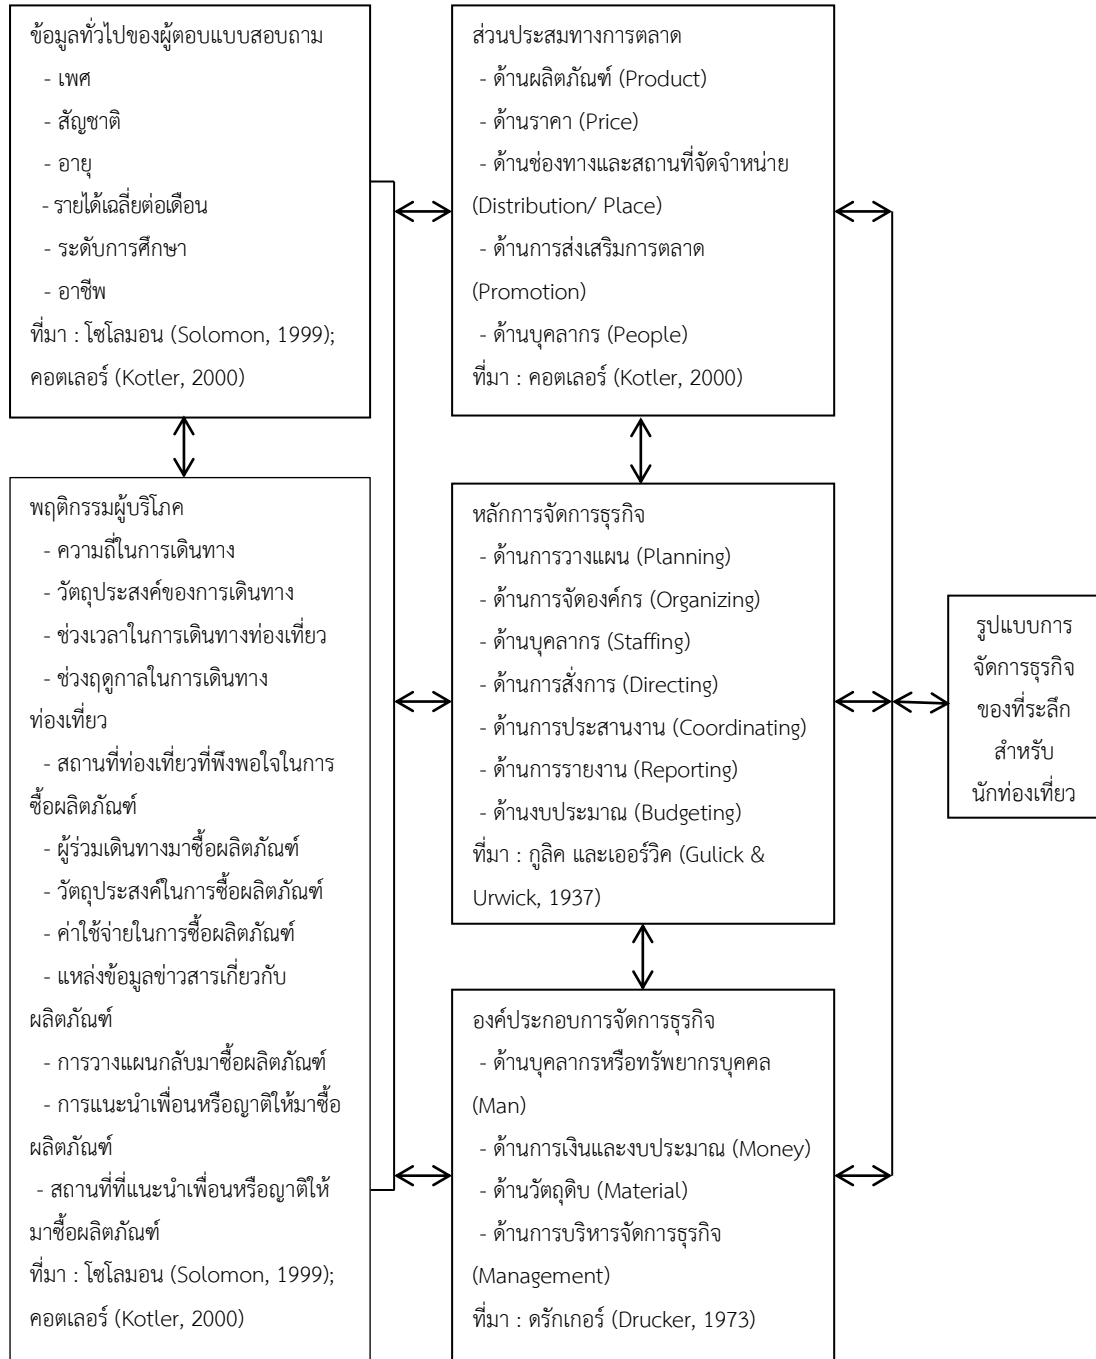 ข้อมูลทั่วไปของผู้ตอบแบบสอบถาม
- เพศ
- สัญชาติ
- อายุ
- รายได้เฉลี่ยต่อเดือน
- ระดับการศึกษา
- อาชีพ
ที่มา : โซโลมอน (Solomon, 1999);
คอตเลอร์ (Kotler, 2000)
พฤติกรรมผู้บริโภค
- ความถี่ในการเดินทาง
- วัตถุประสงค์ของการเดินทาง
- ช่วงเวลาในการเดินทางท่องเที่ยว
- ช่วงฤดูกาลในการเดินทาง
ท่องเที่ยว
- สถานที่ท่องเที่ยวที่พึงพอใจในการ
ซื้อผลิตภัณฑ์
- ผู้ร่วมเดินทางมาซื้อผลิตภัณฑ์
- วัตถุประสงค์ในการซื้อผลิตภัณฑ์
- ค่าใช้จ่ายในการซื้อผลิตภัณฑ์
- แหล่งข้อมูลข่าวสารเกี่ยวกับ
ผลิตภัณฑ์
- การวางแผนกลับมาซื้อผลิตภัณฑ์
- การแนะนำเพื่อนหรือญาติให้มาซื้อ
ผลิตภัณฑ์
- สถานที่ที่แนะนำเพื่อนหรือญาติให้
มาซื้อผลิตภัณฑ์
ที่มา : โซโลมอน (Solomon, 1999);
คอตเลอร์ (Kotler, 2000)
ส่วนประสมทางการตลาด
- ด้านผลิตภัณฑ์ (Product)
- ด้านราคา (Price)
- ด้านช่องทางและสถานที่จัดจำหน่าย
(Distribution/ Place)
- ด้านการส่งเสริมการตลาด
(Promotion)
- ด้านบุคลากร (People)
ที่มา : คอตเลอร์ (Kotler, 2000)
หลักการจัดการธุรกิจ
- ด้านการวางแผน (Planning)
- ด้านการจัดองค์กร (Organizing)
- ด้านบุคลากร (Staffing)
- ด้านการสั่งการ (Directing)
- ด้านการประสานงาน (Coordinating)
- ด้านการรายงาน (Reporting)
- ด้านงบประมาณ (Budgeting)
ที่มา : กูลิค และเออร์วิค (Gulick &
Urwick, 1937)
องค์ประกอบการจัดการธุรกิจ
- ด้านบุคลากรหรือทรัพยากรบุคคล
(Man)
- ด้านการเงินและงบประมาณ (Money)
- ด้านวัตถุดิบ (Material)
- ด้านการบริหารจัดการธุรกิจ
(Management)
ที่มา : ดรักเกอร์ (Drucker, 1973)
รูปแบบการ
จัดการธุรกิจ
ของที่ระลึก
สำหรับ
นักท่องเที่ยว